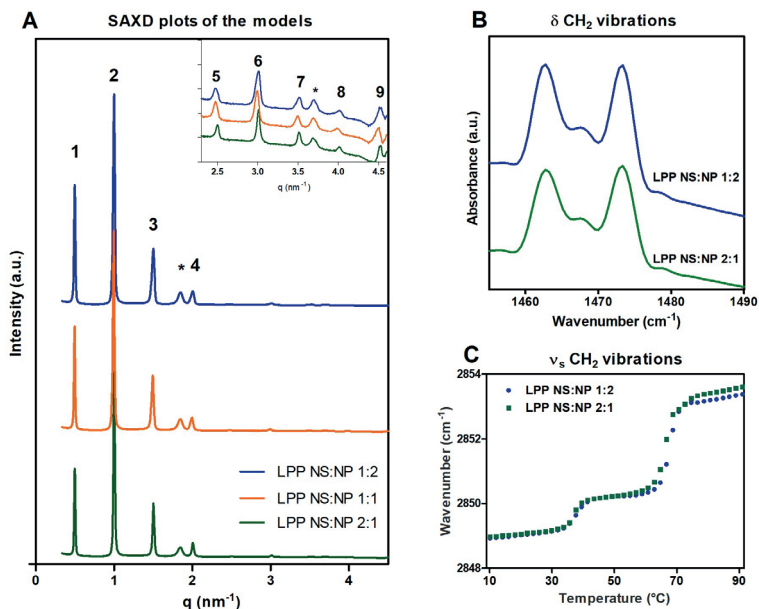 A
SAXD plots of the models
Intensity (a.u.)
1
2
3
*
4
5
6
7
*
8
9
2.5 3.0 3.5 4.0 4.5
q (nm⁻¹)
LPP NS:NP 1:2
LPP NS:NP 1:1
LPP NS:NP 2:1
0 1 2 3 4
q (nm⁻¹)
B
δ CH₂ vibrations
Absorbance (a.u.)
LPP NS:NP 1:2
LPP NS:NP 2:1
1460 1470 1480 1490
Wavenumber (cm⁻¹)
C
νₛ CH₂ vibrations
LPP NS:NP 1:2
LPP NS:NP 2:1
Wavenumber (cm⁻¹)
2854
2852
2850
2848
10 30 50 70 90
Temperature (°C)